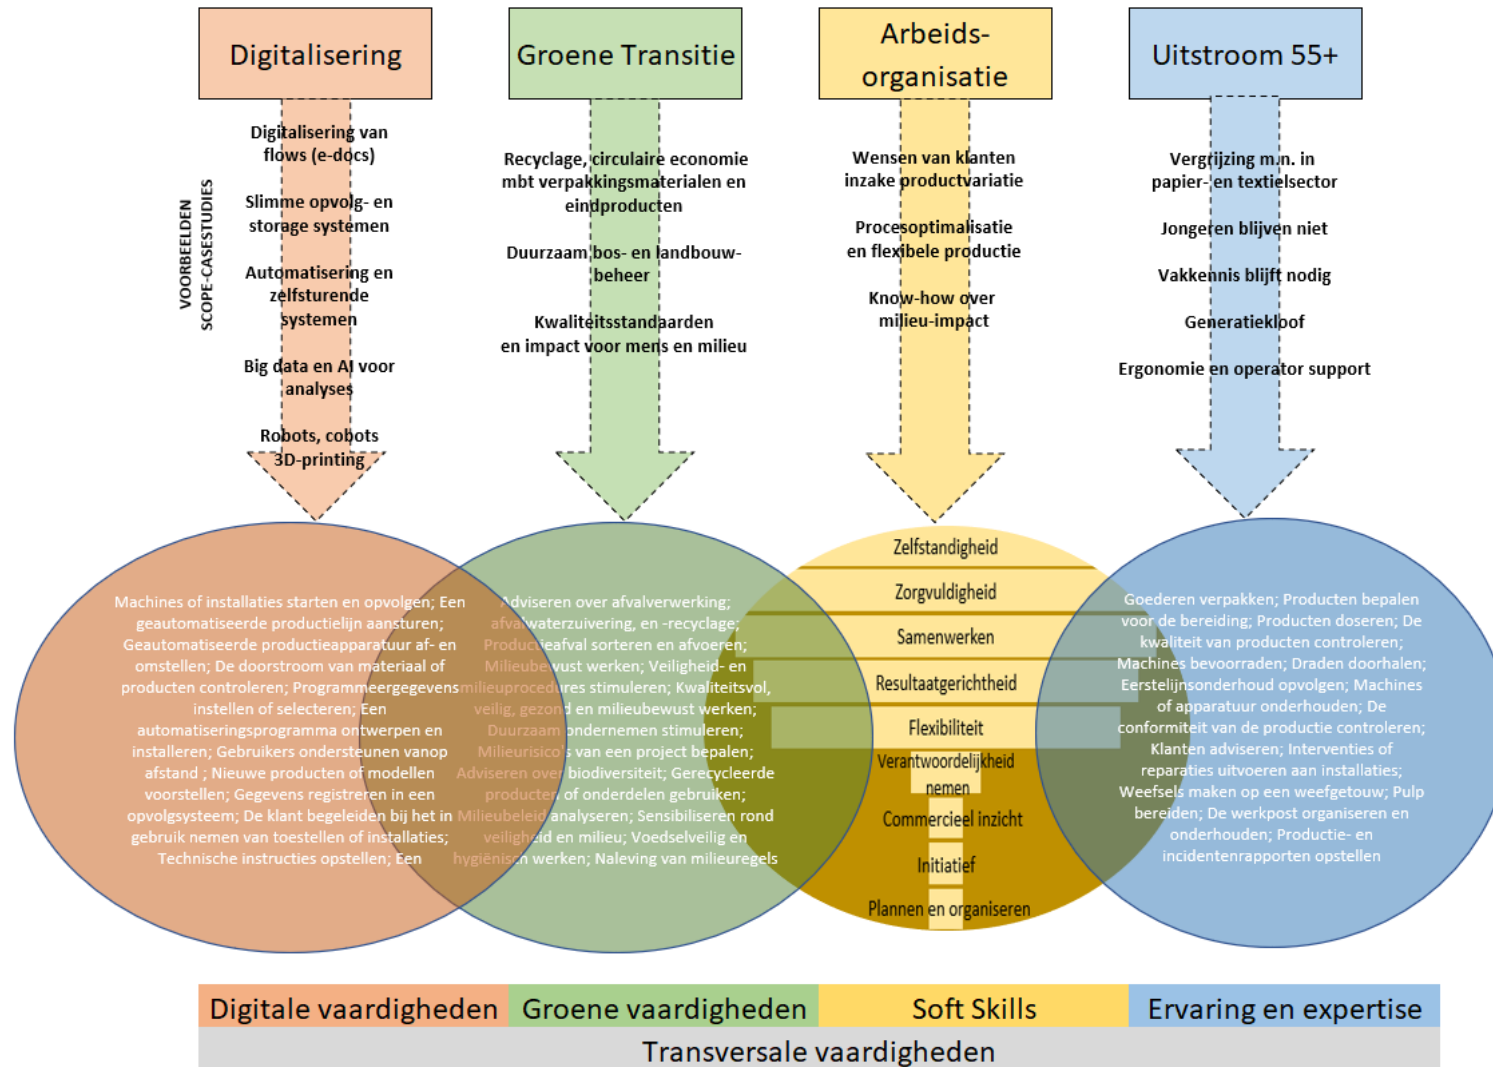 Digitalisering
Groene Transitie
Arbeids-
organisatie
Uitstroom 55+
VOORBEELDEN
SCOPE-CASESTUDIES
Digitalisering van
flows (e-docs)
Slimme opvolg- en
storage systemen
Automatisering en
zelfsturende
systemen
Big data en AI voor
analyses
Robots, cobots
3D-printing
Recyclage, circulaire economie
mbt verpakkingsmaterialen en
eindproducten
Duurzaam bos- en landbouw-
beheer
Kwaliteitsstandaarden
en impact voor mens en milieu
Wensen van klanten
inzake productvariatie
Procesoptimalisatie
en flexibele productie
Know-how over
milieu-impact
Vergrijzing m.n. in
papier- en textielsector
Jongeren blijven niet
Vakkennis blijft nodig
Generatiekloof
Ergonomie en operator support
Machines of installaties starten en opvolgen; Een
geautomatiseerde productielijn aansturen;
Geautomatiseerde productieapparatuur af- en
omstellen; De doorstroom van materiaal of
producten controleren; Programmeergegevens
instellen of selecteren; Een
automatiseringsprogramma ontwerpen en
installeren; Gebruikers ondersteunen vanop
afstand ; Nieuwe producten of modellen
voorstellen; Gegevens registreren in een
opvolgsysteem; De klant begeleiden bij het in
gebruik nemen van toestellen of installaties;
Technische instructies opstellen; Een
Adviseren over afvalverwerking;
afvalwaterzuivering, en -recyclage;
Productieafval sorteren en afvoeren;
Milieubewust werken; Veiligheid- en
milieuprocedures stimuleren; Kwaliteitsvol,
veilig, gezond en milieubewust werken;
Duurzaam ondernemen stimuleren;
Milieurisico's van een project bepalen;
Adviseren over biodiversiteit; Gerecycleerde
producten of onderdelen gebruiken;
Milieubeleid analyseren; Sensibiliseren rond
veiligheid en milieu; Voedselveilig en
hygiënisch werken; Naleving van milieuregels
Zelfstandigheid
Zorgvuldigheid
Samenwerken
Resultaatgerichtheid
Flexibiliteit
Verantwoordelijkheid
nemen
Commercieel inzicht
Initiatief
Plannen en organiseren
Goederen verpakken; Producten bepalen
voor de bereiding; Producten doseren; De
kwaliteit van producten controleren;
Machines bevoorraden; Draden doorhalen;
Eerstelijnsonderhoud opvolgen; Machines
of apparatuur onderhouden; De
conformiteit van de productie controleren;
Klanten adviseren; Interventies of
reparaties uitvoeren aan installaties;
Weefsels maken op een weefgetouw; Pulp
bereiden; De werkpost organiseren en
onderhouden; Productie- en
incidentenrapporten opstellen
Digitale vaardigheden
Groene vaardigheden
Soft Skills
Ervaring en expertise
Transversale vaardigheden